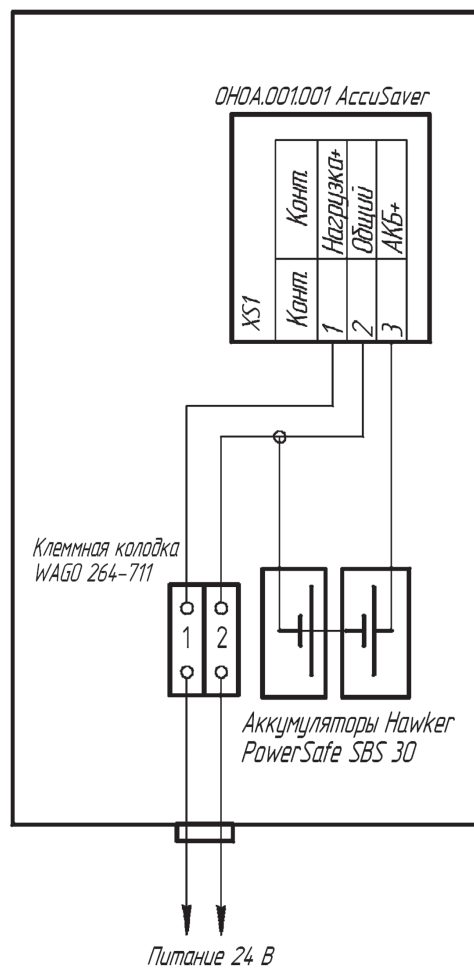 ОНОА.001.001 AccuSaver
XS1
Конт.
Конт.
1
Нагрузка+
2
Общий
3
АКБ+
Клеммная колодка
WAGO 264-711
1
2
Аккумуляторы Hawker
PowerSafe SBS 30
Питание 24 В